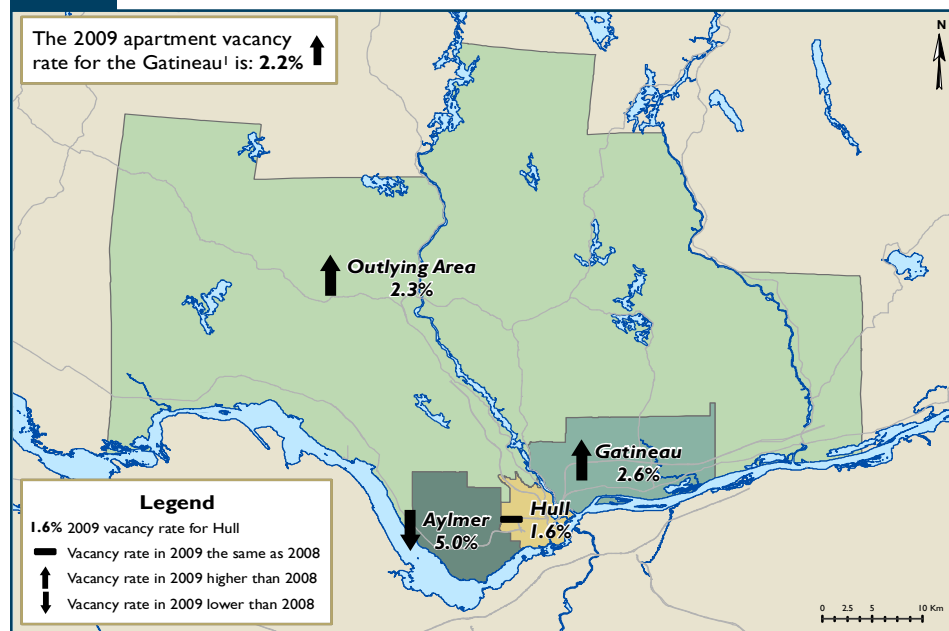 The 2009 apartment vacancy
rate for the Gatineau¹ is: 2.2%
N
Outlying Area
2.3%
Gatineau
2.6%
Hull
1.6%
Aylmer
5.0%
Legend
1.6% 2009 vacancy rate for Hull
Vacancy rate in 2009 the same as 2008
Vacancy rate in 2009 higher than 2008
Vacancy rate in 2009 lower than 2008
0 2.5 5 10 Km